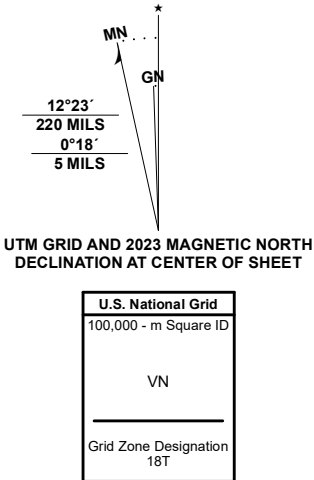 MN
GN
12°23´
220 MILS
0°18´
5 MILS
UTM GRID AND 2023 MAGNETIC NORTH
DECLINATION AT CENTER OF SHEET
U.S. National Grid
100,000 - m Square ID
VN
Grid Zone Designation
18T